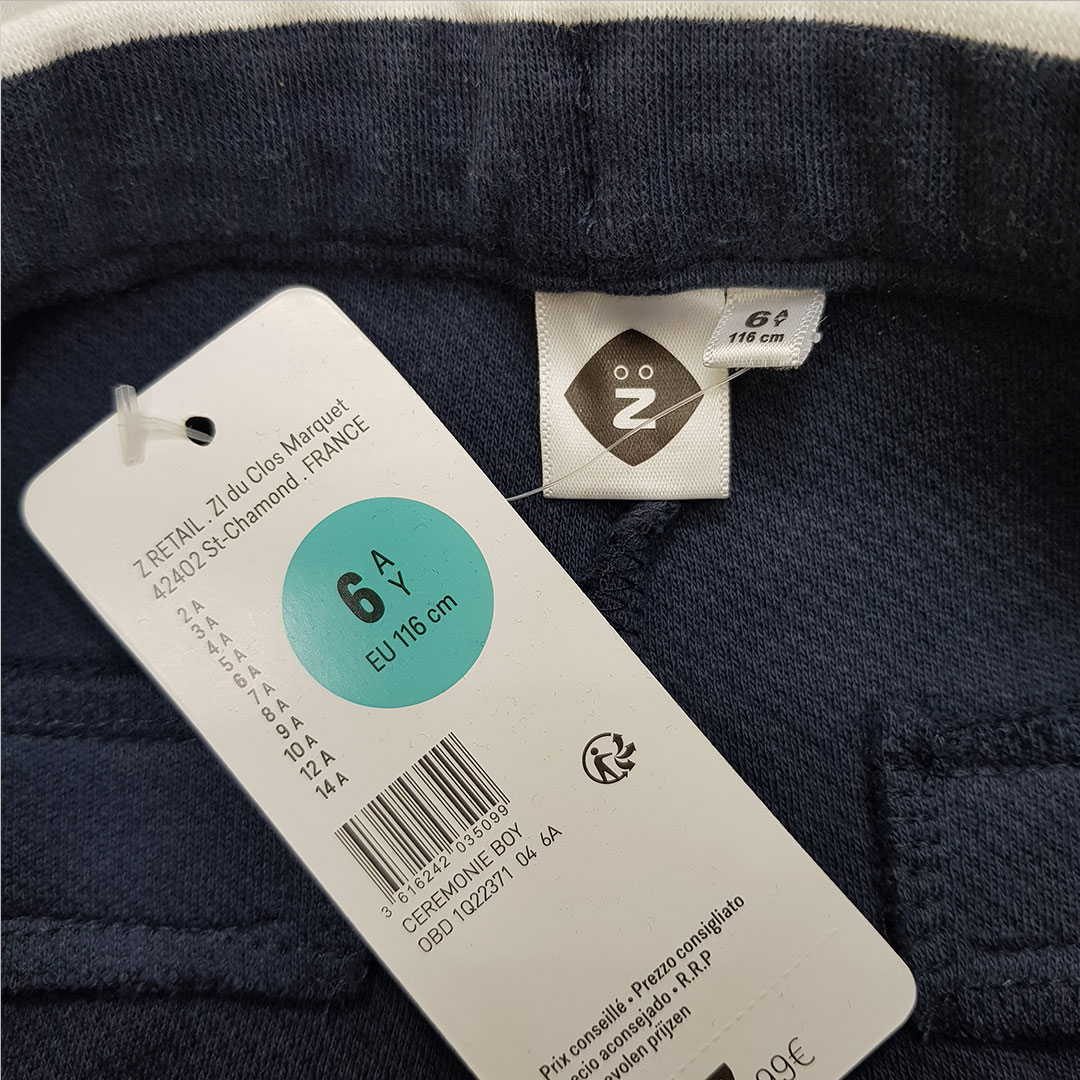 Z RETAIL . ZI du Clos Marquet
42402 St-Chamond . FRANCE
6 A
Y
EU 116 cm
2 A
3 A
4 A
5 A
6 A
7 A
8 A
9 A
10 A
12 A
14 A
3 616242 035099
CEREMONIE BOY
OBD 1Q22371 04 6A
Prix conseillé • Prezzo consigliato
aconsejado • R.R.P
prijzen
99€
Z
6 A
Y
116 cm